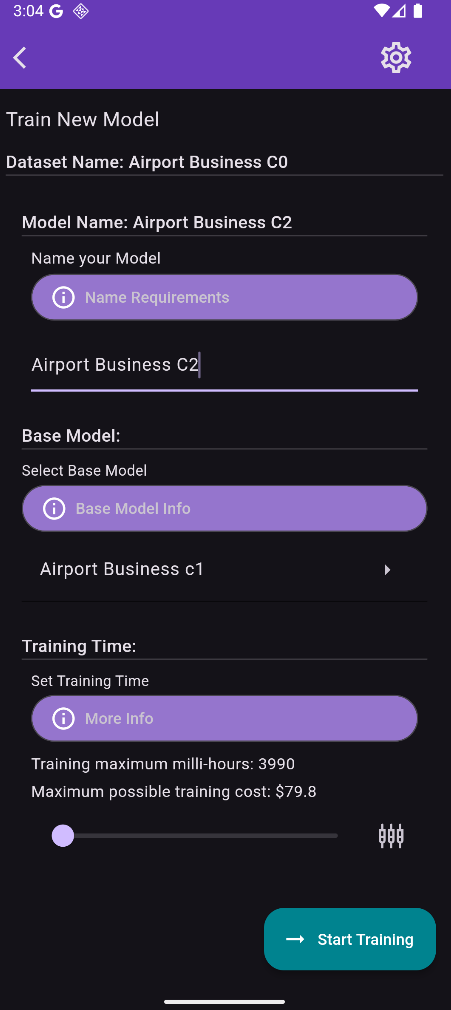 3:04
Train New Model
Dataset Name: Airport Business C0
Model Name: Airport Business C2
Name your Model
Name Requirements
Airport Business C2
Base Model:
Select Base Model
Base Model Info
Airport Business c1
Training Time:
Set Training Time
More Info
Training maximum milli-hours: 3990
Maximum possible training cost: $79.8
Start Training